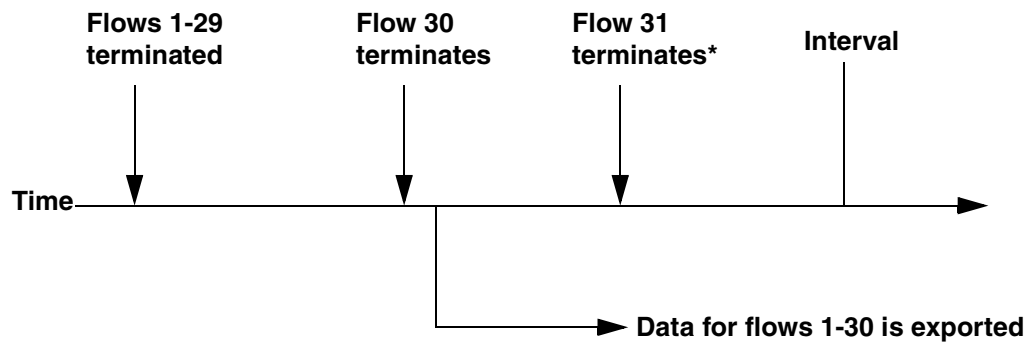 Flows 1-29
terminated
Flow 30
terminates
Flow 31
terminates*
Interval
Time
Data for flows 1-30 is exported